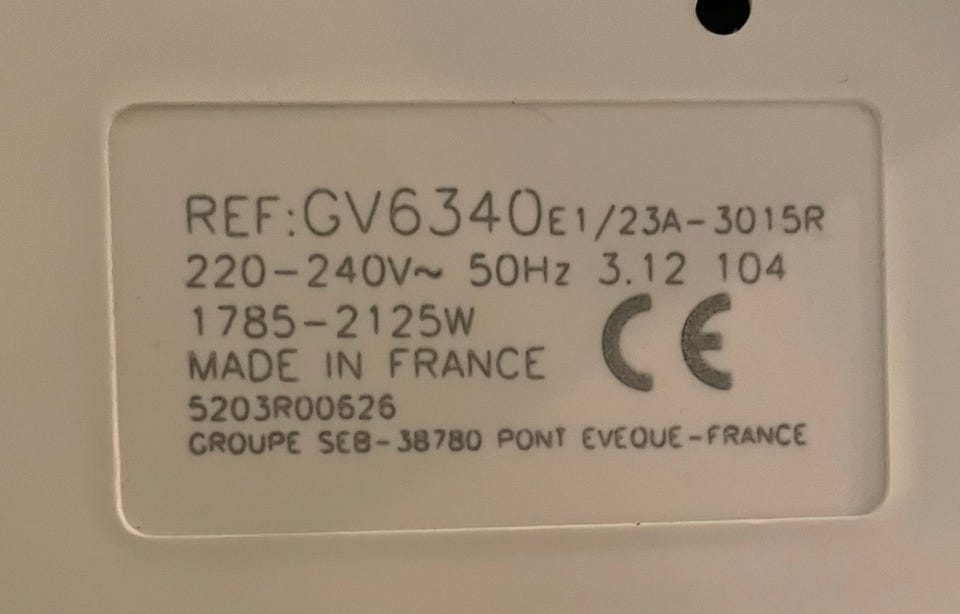 REF:GV6340E1/23A-3015R
220-240V~ 50Hz 3.12 104
1785-2125W
MADE IN FRANCE CE
5203R00626
GROUPE SEB-38780 PONT EVEQUE-FRANCE